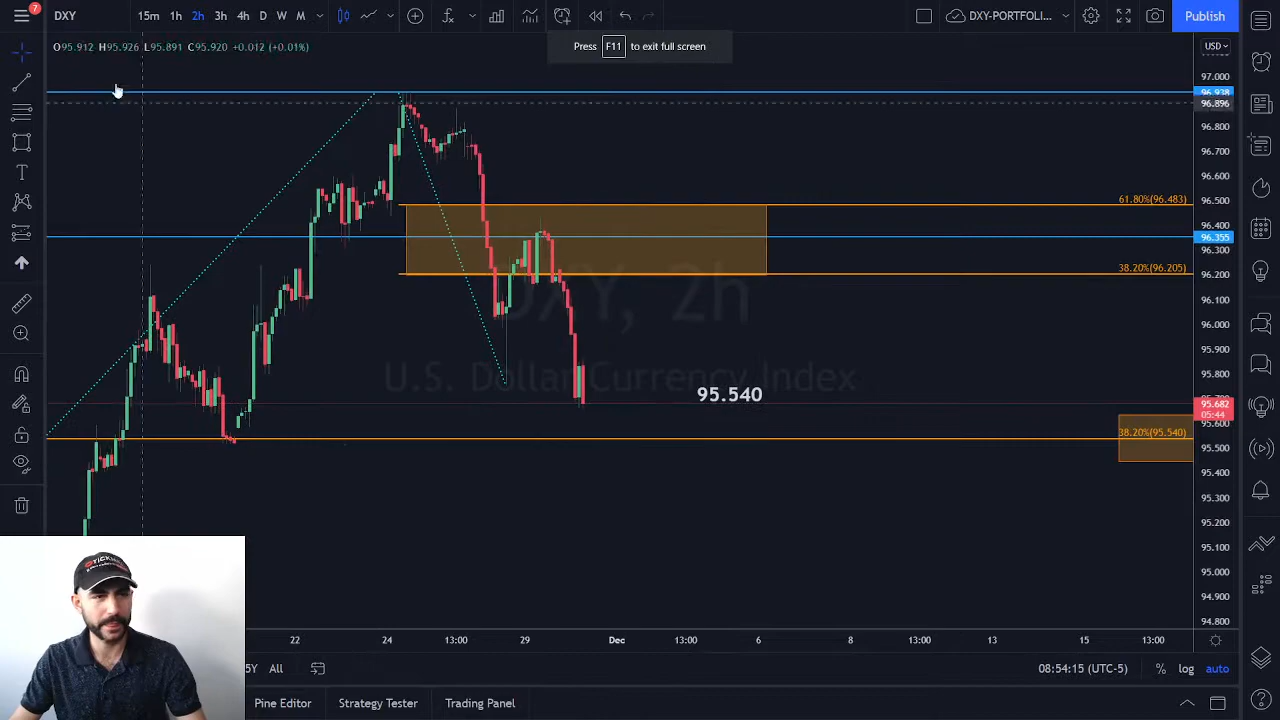 7
DXY
15m 1h 2h 3h 4h D W M
DXY-PORTFOLI...
Publish
O95.912 H95.926 L95.891 C95.920 +0.012 (+0.01%)
Press F11 to exit full screen
USD
97.000
96.938
96.896
96.800
96.700
96.600
61.80%(96.483)
96.500
96.400
96.355
96.300
38.20%(96.205)
96.200
DXY, 2h
96.100
96.000
95.900
U.S. Dollar Currency Index
95.800
95.540
95.682
05:44
95.600
38.20%(95.540)
95.500
95.400
95.300
95.200
95.100
95.000
94.900
94.800
22 24 13:00 29 Dec 13:00 6 8 13:00 13 15 13:00
5Y All
08:54:15 (UTC-5)
% log auto
Pine Editor Strategy Tester Trading Panel